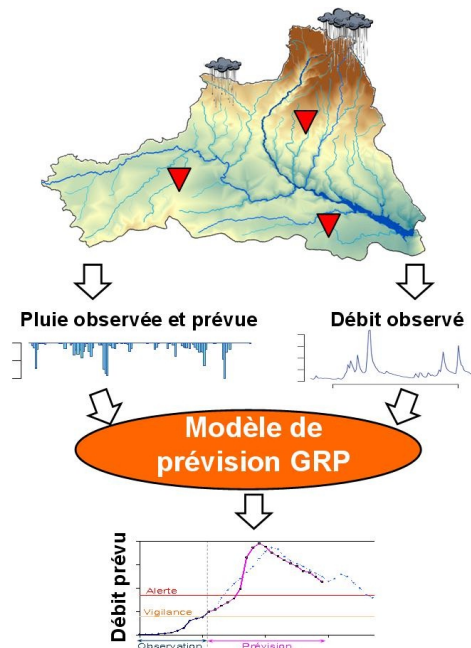 Pluie observée et prévue
Débit observé
Modèle de
prévision GRP
Débit prévu
Alerte
Vigilance
Observation
Prévision